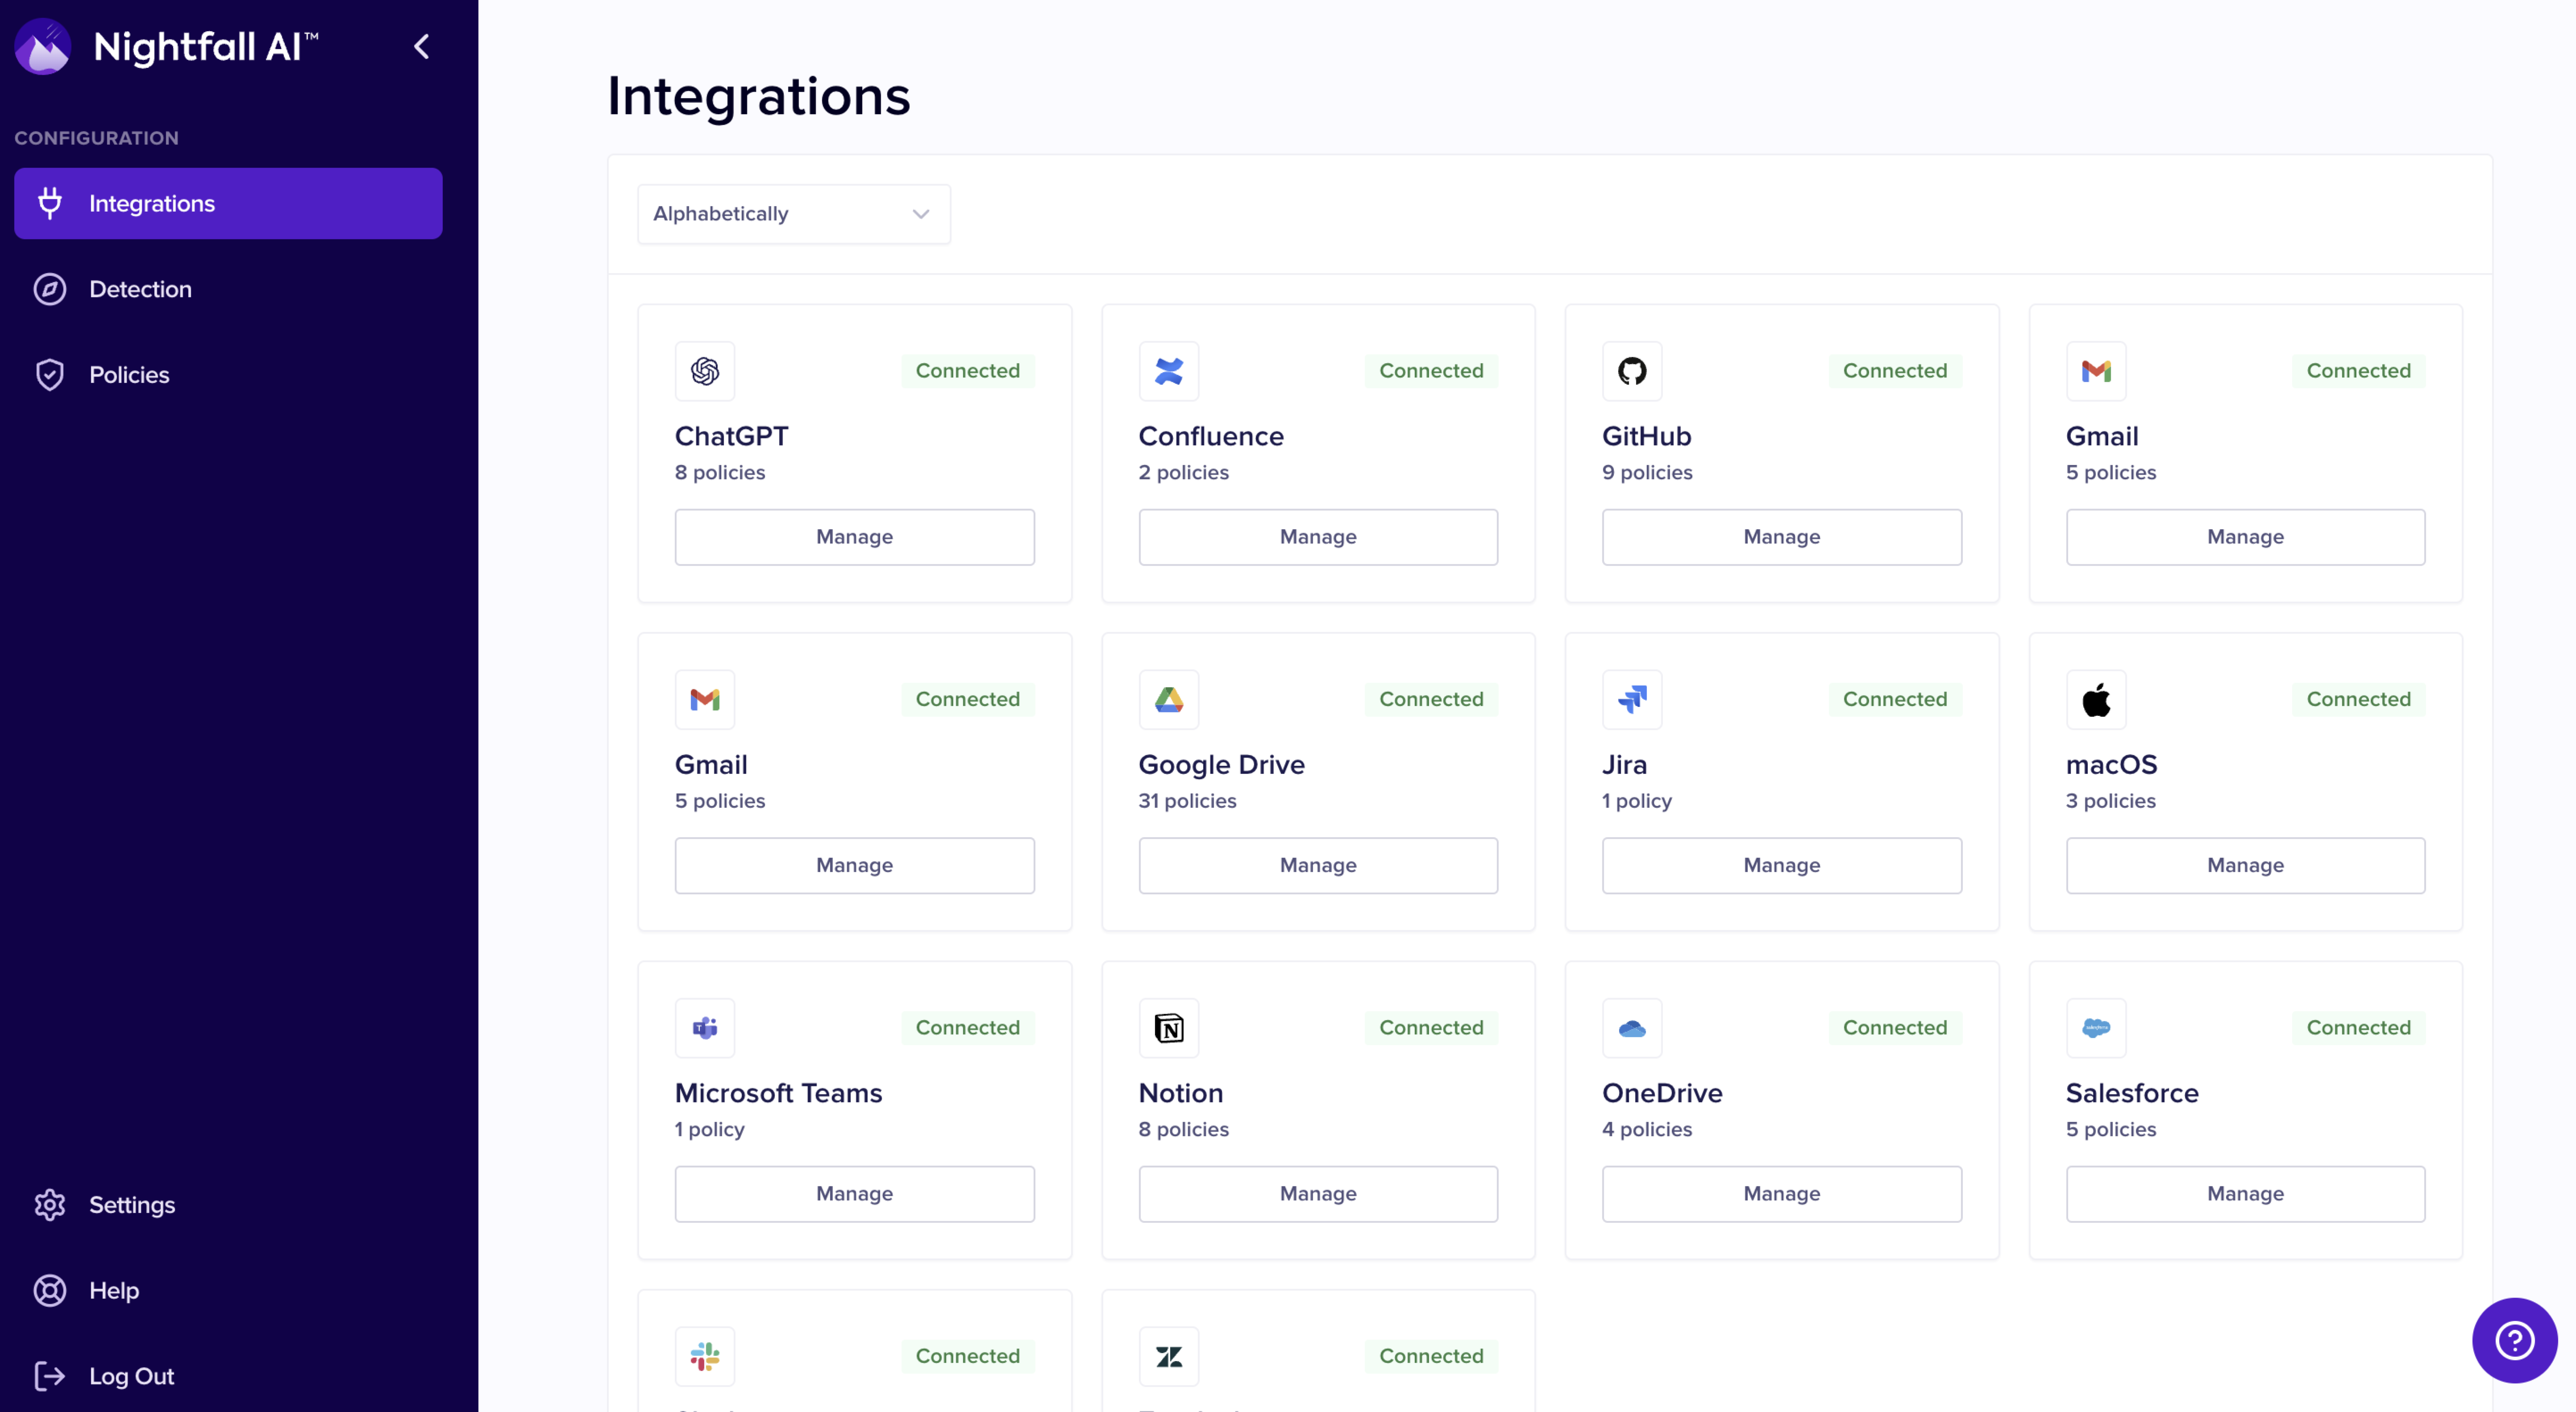 Nightfall AI™
CONFIGURATION
Integrations
Detection
Policies
Settings
Help
Log Out
Integrations
Alphabetically
Connected
ChatGPT
8 policies
Manage
Connected
Confluence
2 policies
Manage
Connected
GitHub
9 policies
Manage
Connected
Gmail
5 policies
Manage
Connected
Gmail
5 policies
Manage
Connected
Google Drive
31 policies
Manage
Connected
Jira
1 policy
Manage
Connected
macOS
3 policies
Manage
Connected
Microsoft Teams
1 policy
Manage
Connected
Notion
8 policies
Manage
Connected
OneDrive
4 policies
Manage
Connected
Salesforce
5 policies
Manage
Connected
Connected